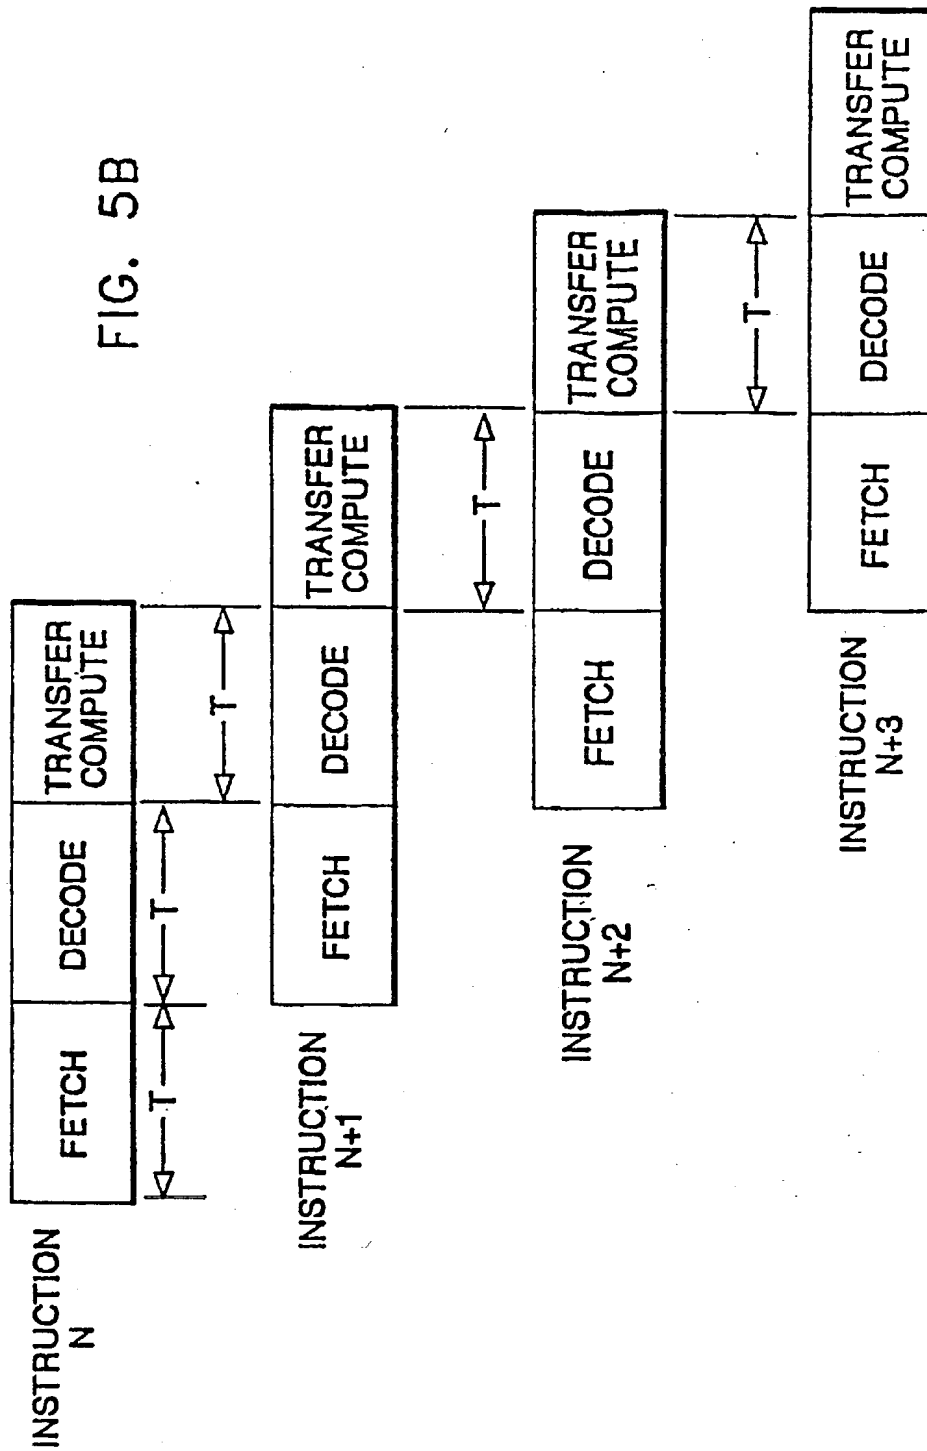 FIG. 5B
INSTRUCTION
N
FETCH
DECODE
TRANSFER
COMPUTE
T
T
T
INSTRUCTION
N+1
FETCH
DECODE
TRANSFER
COMPUTE
T
INSTRUCTION
N+2
FETCH
DECODE
TRANSFER
COMPUTE
T
INSTRUCTION
N+3
FETCH
DECODE
TRANSFER
COMPUTE